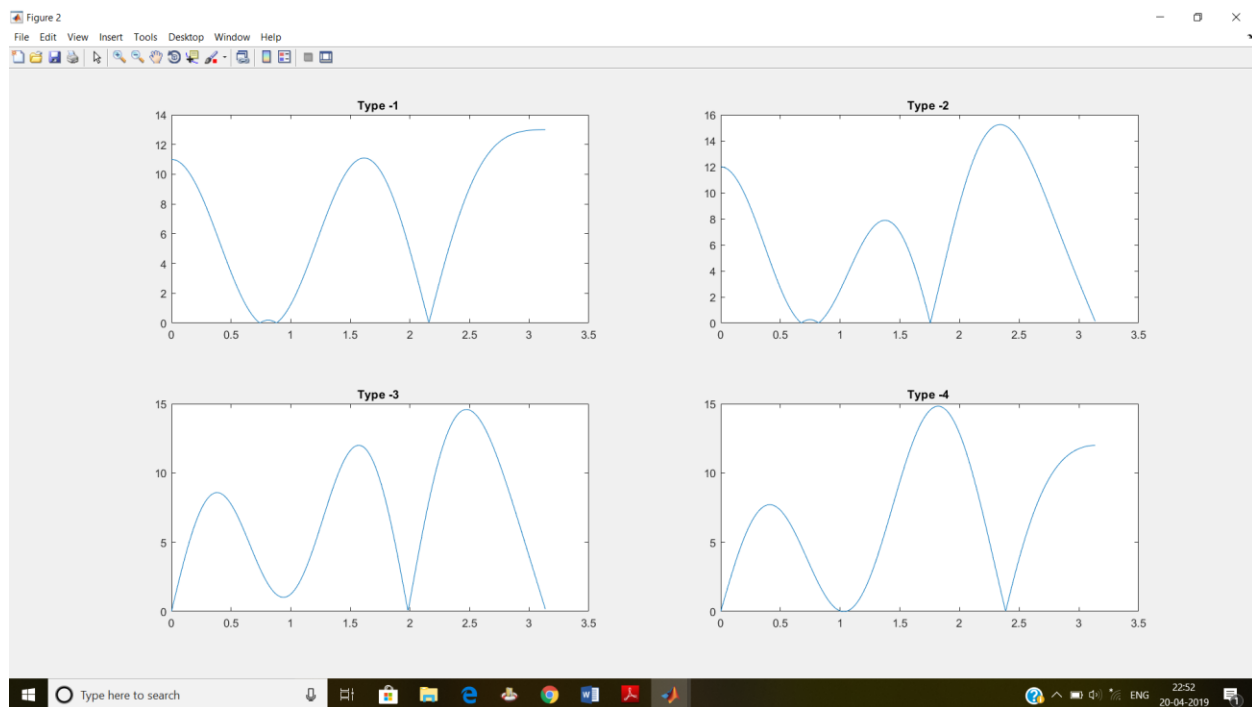 Figure 2
File Edit View Insert Tools Desktop Window Help
Type -1
14
12
10
8
6
4
2
0
0 0.5 1 1.5 2 2.5 3 3.5
Type -2
16
14
12
10
8
6
4
2
0
0 0.5 1 1.5 2 2.5 3 3.5
Type -3
15
10
5
0
0 0.5 1 1.5 2 2.5 3 3.5
Type -4
15
10
5
0
0 0.5 1 1.5 2 2.5 3 3.5
Type here to search
ENG
22:52
20-04-2019
1